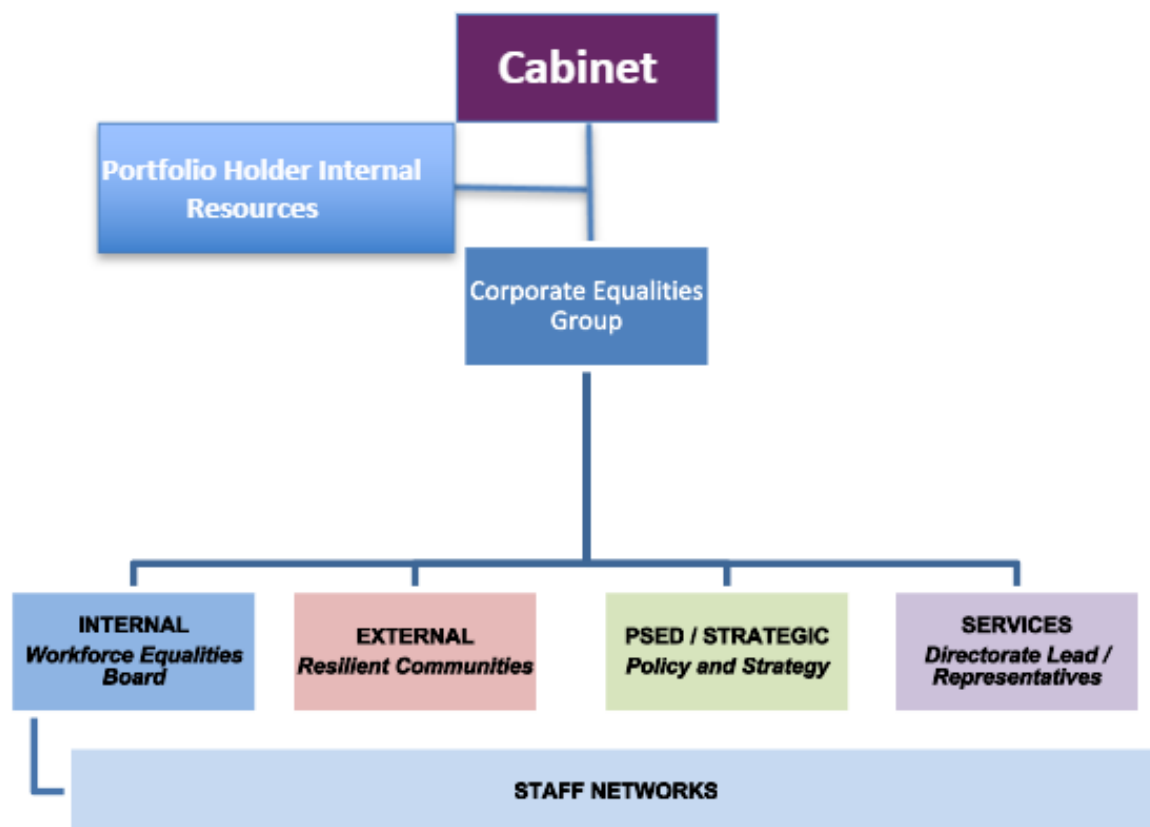 Cabinet
Portfolio Holder Internal
Resources
Corporate Equalities
Group
INTERNAL
Workforce Equalities
Board
EXTERNAL
Resilient Communities
PSED / STRATEGIC
Policy and Strategy
SERVICES
Directorate Lead /
Representatives
STAFF NETWORKS